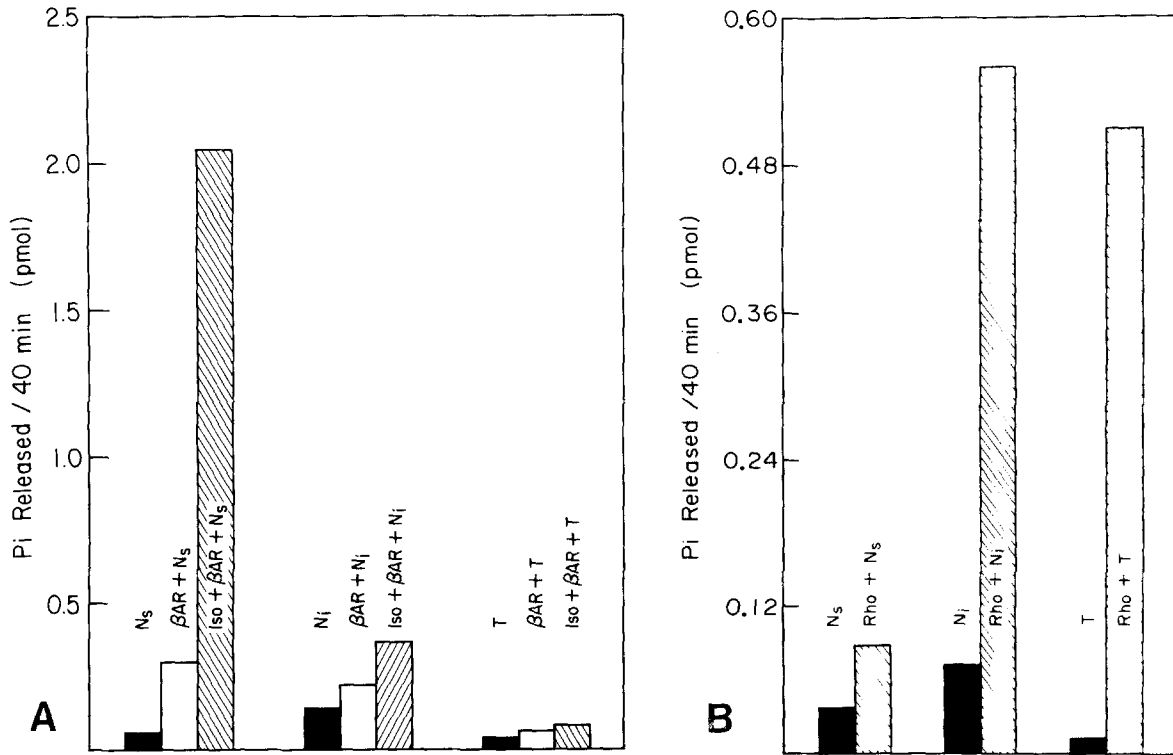 Pi Released / 40 min (pmol)
2.5
2.0
1.5
1.0
0.5
Ns
βAR + Ns
Iso + βAR + Ns
Ni
βAR + Ni
Iso + βAR + Ni
T
βAR + T
Iso + βAR + T
A
Pi Released / 40 min (pmol)
0.60
0.48
0.36
0.24
0.12
Ns
Rho + Ns
Ni
Rho + Ni
T
Rho + T
B